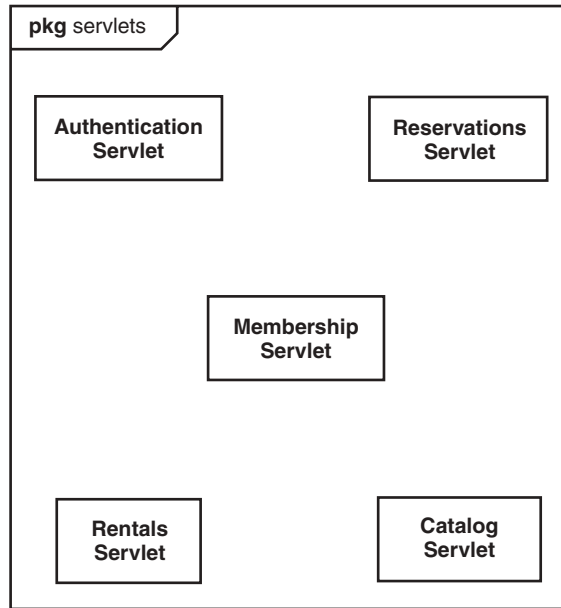 pkg servlets
Authentication
Servlet
Reservations
Servlet
Membership
Servlet
Rentals
Servlet
Catalog
Servlet